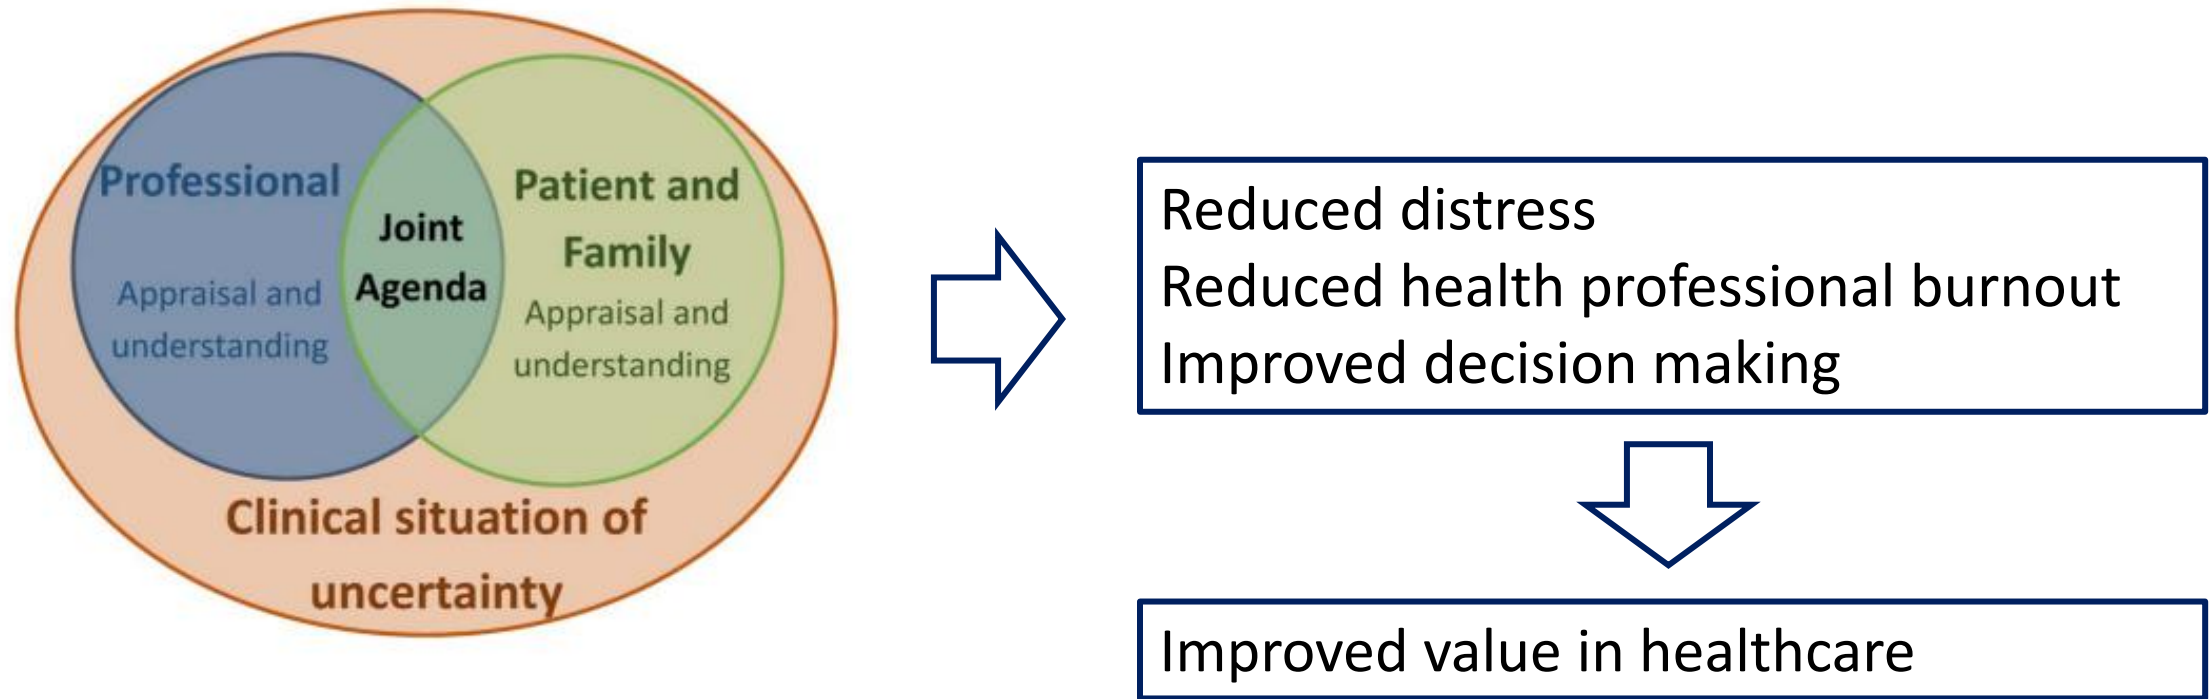 Professional
Appraisal and
understanding
Joint
Agenda
Patient and
Family
Appraisal and
understanding
Clinical situation of
uncertainty
Reduced distress
Reduced health professional burnout
Improved decision making
Improved value in healthcare